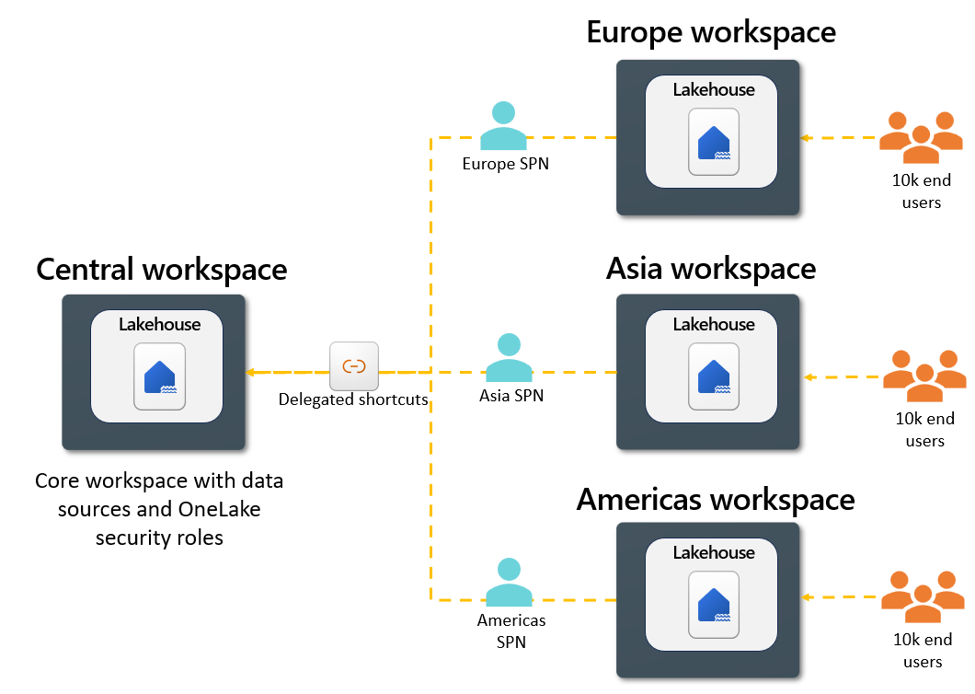 Europe workspace
Lakehouse
Europe SPN
10k end
users
Central workspace
Lakehouse
Delegated shortcuts
Core workspace with data
sources and OneLake
security roles
Asia workspace
Lakehouse
Asia SPN
10k end
users
Americas workspace
Lakehouse
Americas
SPN
10k end
users